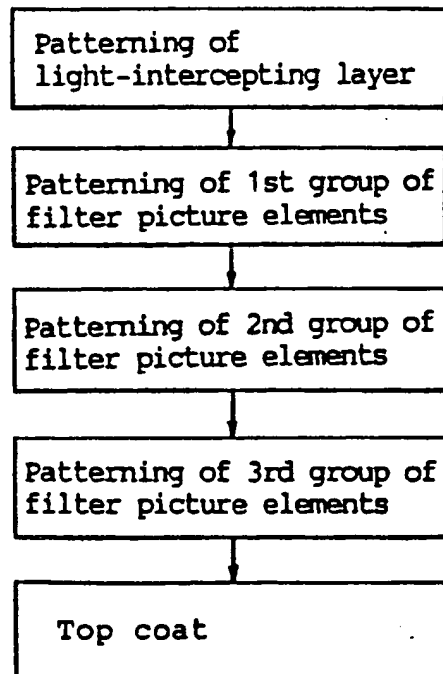 Patterning of
light-intercepting layer
Patterning of 1st group of
filter picture elements
Patterning of 2nd group of
filter picture elements
Patterning of 3rd group of
filter picture elements
Top coat